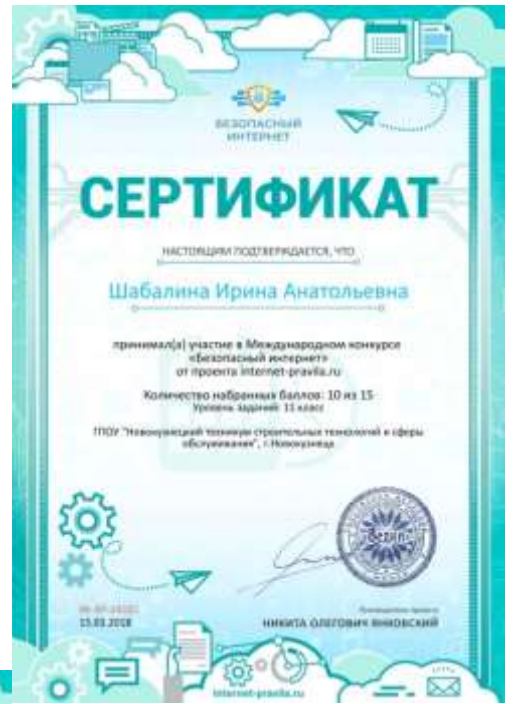 БЕЗОПАСНЫЙ
ИНТЕРНЕТ
СЕРТИФИКАТ
НАСТОЯЩИМ ПОДТВЕРЖДАЕТСЯ, ЧТО
Шабалина Ирина Анатольевна
принимал(а) участие в Международном конкурсе
«Безопасный интернет»
от проекта internet-pravila.ru
Количество набранных баллов: 10 из 15
Уровень заданий: 11 класс
ГПОУ "Новокузнецкий техникум строительных технологий и сферы
обслуживания", г.Новокузнецк
15.03.2018
Руководитель проекта
НИКИТА ОЛЕГОВИЧ ЯНКОВСКИЙ
internet-pravila.ru